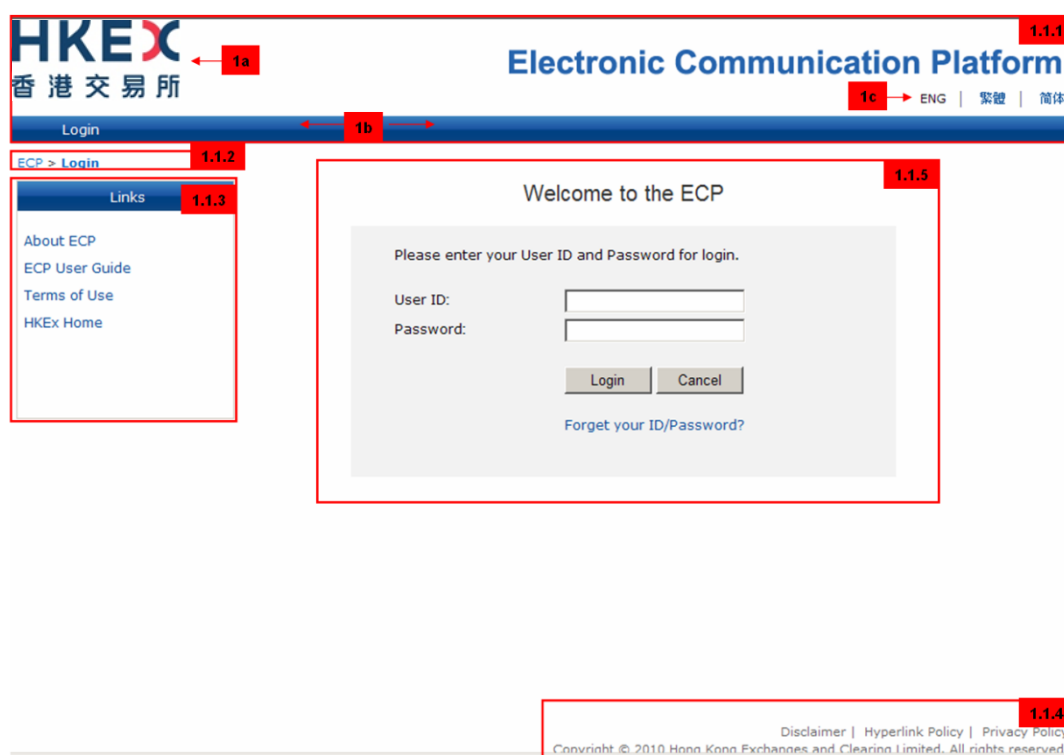 HKEX
香港交易所
1a
1.1.1
Electronic Communication Platform
1c
ENG | 繁體 | 简体
Login
1b
ECP > Login
1.1.2
Links
1.1.3
About ECP
ECP User Guide
Terms of Use
HKEx Home
1.1.5
Welcome to the ECP
Please enter your User ID and Password for login.
User ID:
Password:
Login
Cancel
Forget your ID/Password?
1.1.4
Disclaimer | Hyperlink Policy | Privacy Polic
Copyright © 2010 Hong Kong Exchanges and Clearing Limited. All rights reserved